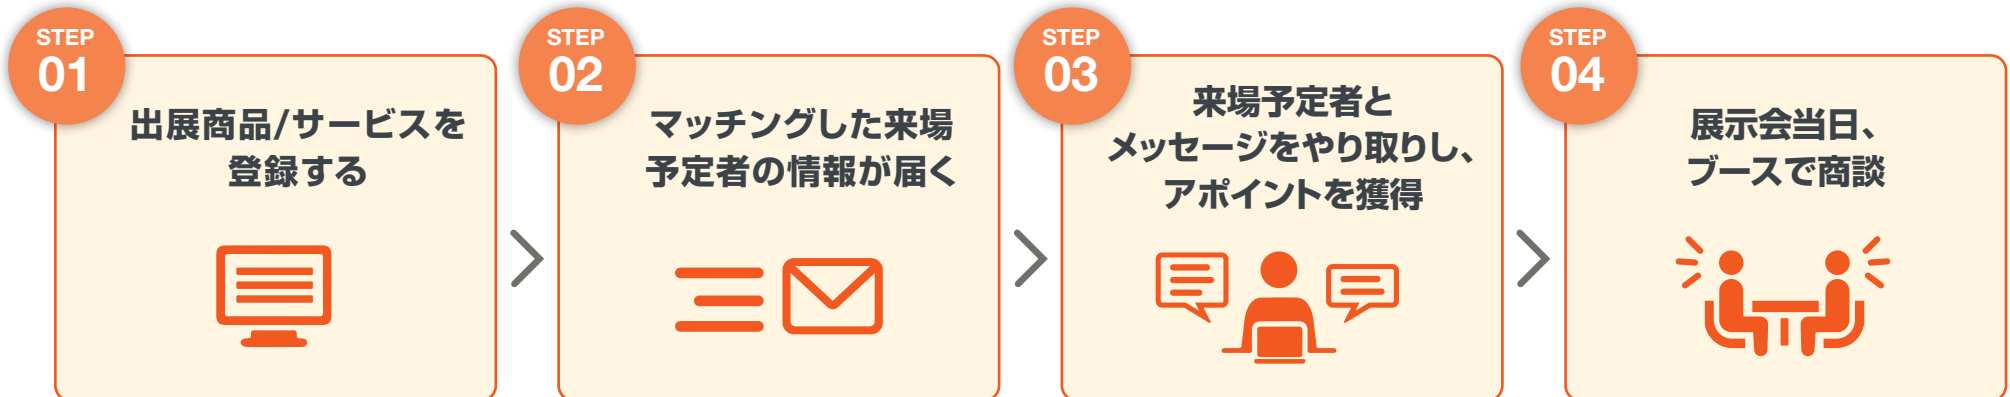 STEP
01
出展商品/サービスを
登録する
STEP
02
マッチングした来場
予定者の情報が届く
STEP
03
来場予定者と
メッセージをやり取りし、
アポイントを獲得
STEP
04
展示会当日、
ブースで商談